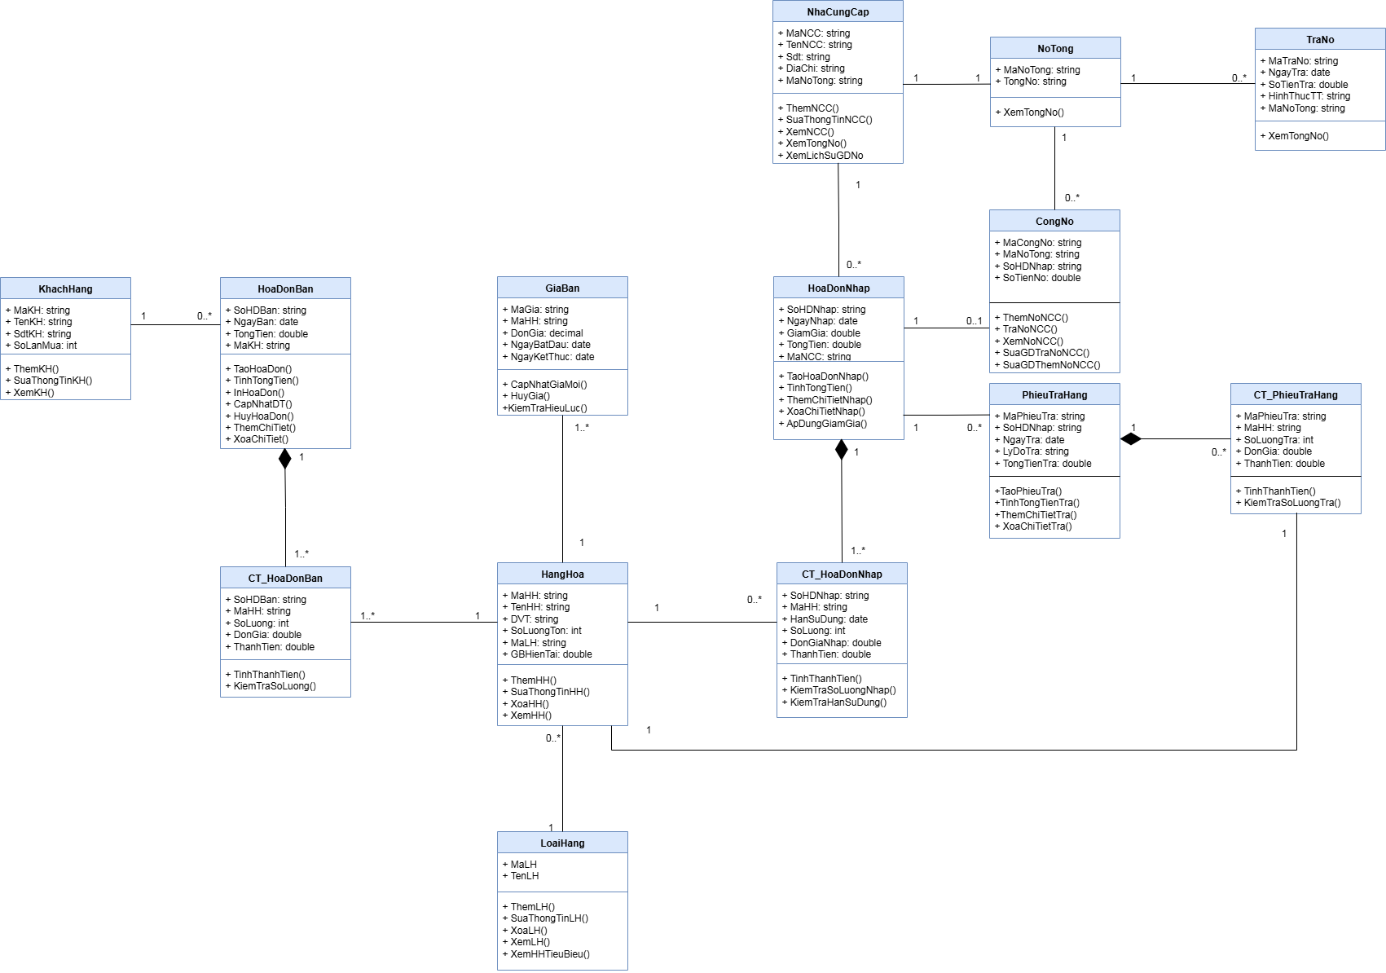 NhaCungCap
+ MaNCC: string
+ TenNCC: string
+ Sdt: string
+ DiaChi: string
+ MaNoTong: string
+ ThemNCC()
+ SuaThongTinNCC()
+ XemNCC()
+ XemTongNo()
+ XemLichSuGDNo
1
1
NoTong
+ MaNoTong: string
+ TongNo: string
+ XemTongNo()
1
0..*
TraNo
+ MaTraNo: string
+ NgayTra: date
+ SoTienTra: double
+ HinhThucTT: string
+ MaNoTong: string
+ XemTongNo()
1
0..*
1
0..*
CongNo
+ MaCongNo: string
+ MaNoTong: string
+ SoHDNhap: string
+ SoTienNo: double
+ ThemNoNCC()
+ TraNoNCC()
+ XemNoNCC()
+ SuaGDTraNoNCC()
+ SuaGDThemNoNCC()
KhachHang
+ MaKH: string
+ TenKH: string
+ SdtKH: string
+ SoLanMua: int
+ ThemKH()
+ SuaThongTinKH()
+ XemKH()
1
0..*
HoaDonBan
+ SoHDBan: string
+ NgayBan: date
+ TongTien: double
+ MaKH: string
+ TaoHoaDon()
+ TinhTongTien()
+ InHoaDon()
+ CapNhatDT()
+ HuyHoaDon()
+ ThemChiTiet()
+ XoaChiTiet()
1
1..*
GiaBan
+ MaGia: string
+ MaHH: string
+ DonGia: decimal
+ NgayBatDau: date
+ NgayKetThuc: date
+ CapNhatGiaMoi()
+ HuyGia()
+KiemTraHieuLuc()
1..*
1
HoaDonNhap
+ SoHDNhap: string
+ NgayNhap: date
+ GiamGia: double
+ TongTien: double
+ MaNCC: string
+ TaoHoaDonNhap()
+ TinhTongTien()
+ ThemChiTietNhap()
+ XoaChiTietNhap()
+ ApDungGiamGia()
1
0..1
1
0..*
1
1..*
PhieuTraHang
+ MaPhieuTra: string
+ SoHDNhap: string
+ NgayTra: date
+ LyDoTra: string
+ TongTienTra: double
+TaoPhieuTra()
+TinhTongTienTra()
+ThemChiTietTra()
+ XoaChiTietTra()
1
0..*
CT_PhieuTraHang
+ MaPhieuTra: string
+ MaHH: string
+ SoLuongTra: int
+ DonGia: double
+ ThanhTien: double
+ TinhThanhTien()
+ KiemTraSoLuongTra()
1
CT_HoaDonBan
+ SoHDBan: string
+ MaHH: string
+ SoLuong: int
+ DonGia: double
+ ThanhTien: double
+ TinhThanhTien()
+ KiemTraSoLuong()
1..*
1
HangHoa
+ MaHH: string
+ TenHH: string
+ DVT: string
+ SoLuongTon: int
+ MaLH: string
+ GBHienTai: double
+ ThemHH()
+ SuaThongTinHH()
+ XoaHH()
+ XemHH()
1
0..*
CT_HoaDonNhap
+ SoHDNhap: string
+ MaHH: string
+ HanSuDung: date
+ SoLuong: int
+ DonGiaNhap: double
+ ThanhTien: double
+ TinhThanhTien()
+ KiemTraSoLuongNhap()
+ KiemTraHanSuDung()
1
0..*
1
LoaiHang
+ MaLH
+ TenLH
+ ThemLH()
+ SuaThongTinLH()
+ XoaLH()
+ XemLH()
+ XemHHTieuBieu()